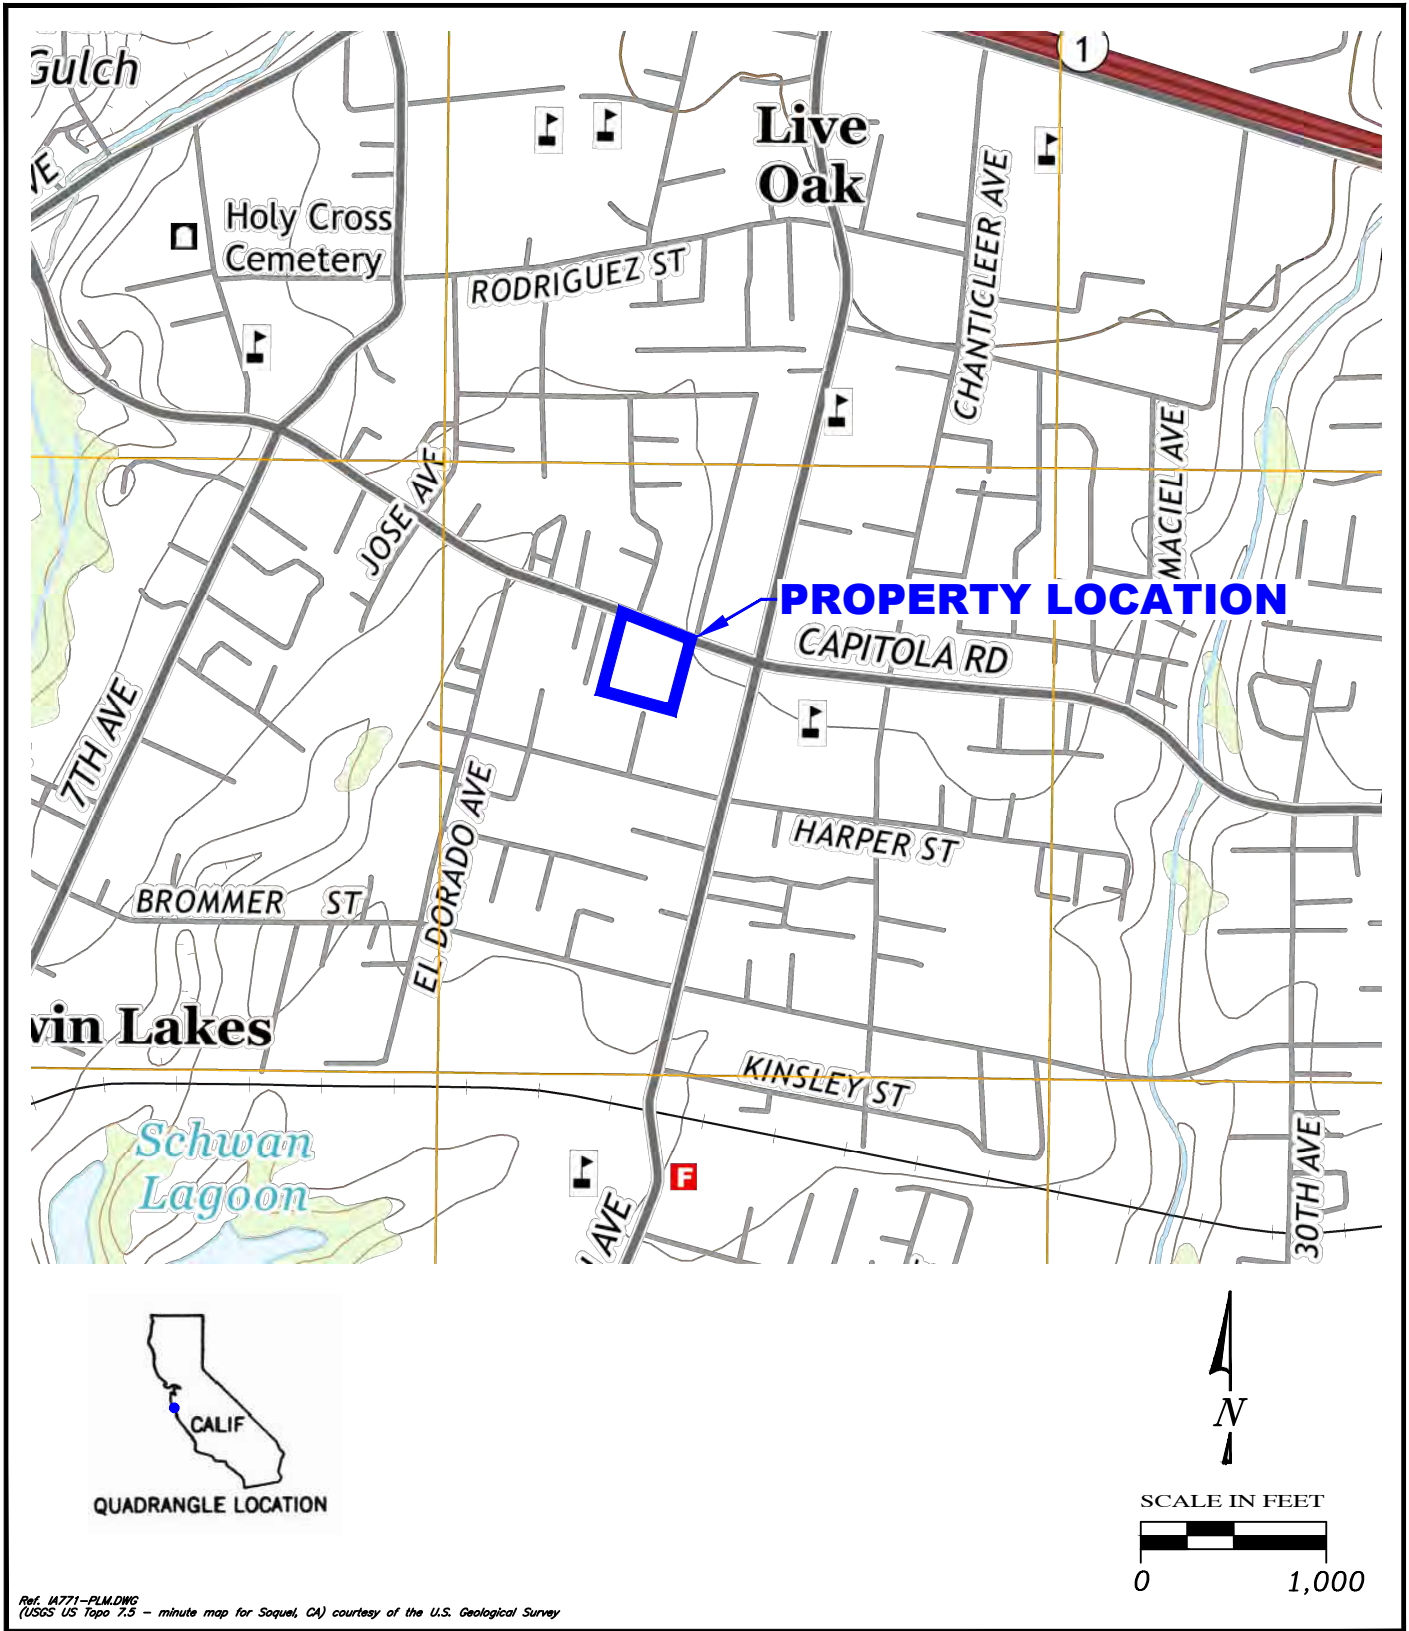 Gulch
1
Live
Oak
VE
Holy Cross
Cemetery
CHANTICLEER AVE
RODRIGUEZ ST
JOSE AVE
MACIEL AVE
PROPERTY LOCATION
CAPITOLA RD
7TH AVE
EL DORADO AVE
HARPER ST
BROMMER ST
vin Lakes
KINSLEY ST
Schwan
Lagoon
F
AVE
30TH AVE
CALIF
QUADRANGLE LOCATION
N
SCALE IN FEET
0 1,000
Ref. IA771-PLM.DWG
(USGS US Topo 7.5 - minute map for Soquel, CA) courtesy of the U.S. Geological Survey